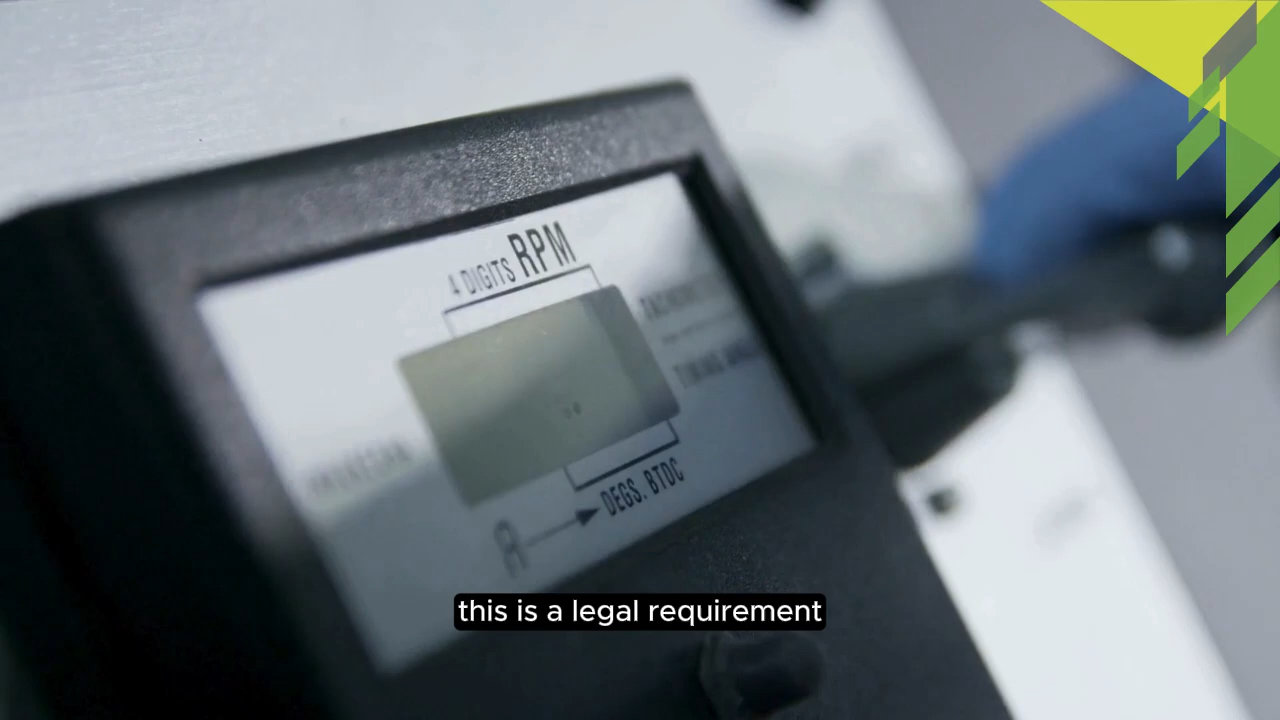 4 DIGITS RPM
DEGS. BTDC
this is a legal requirement